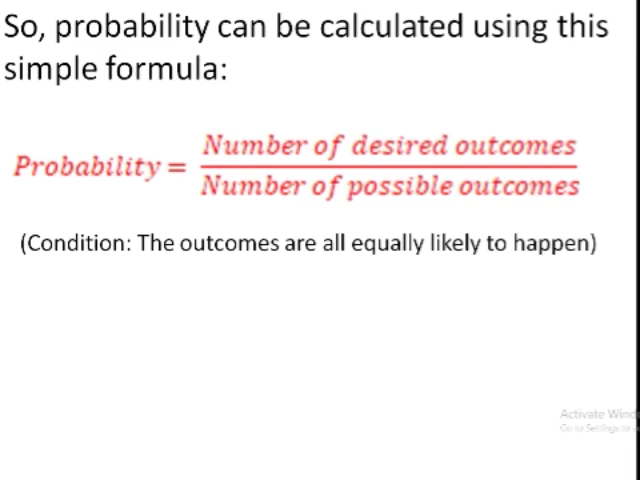 So, probability can be calculated using this
simple formula:
Number of desired outcomes
Probability =
Number of possible outcomes
(Condition: The outcomes are all equally likely to happen)
Activate Wind
Go to Settings to